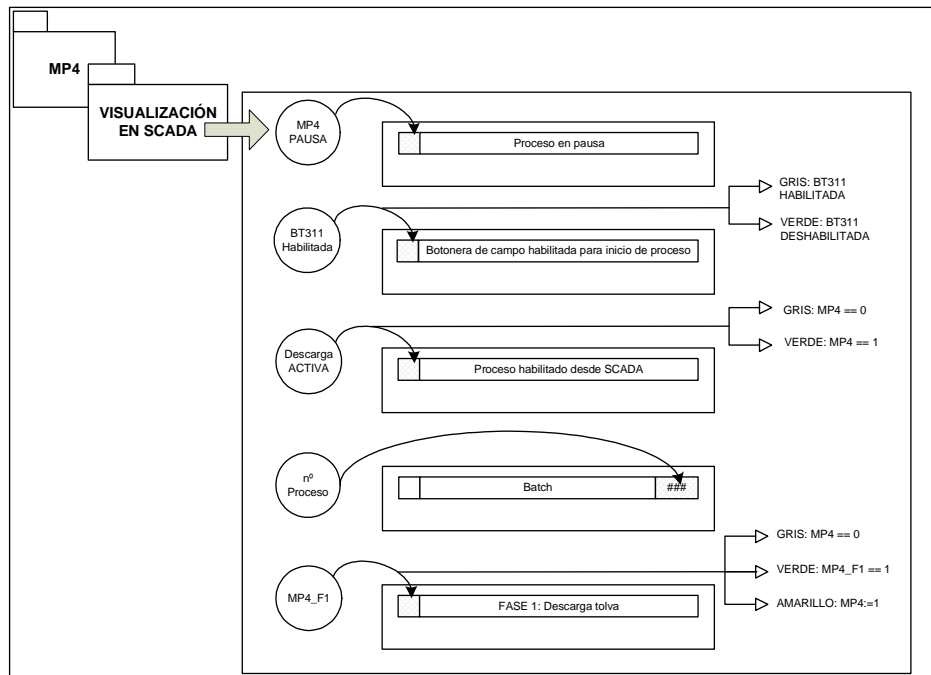 MP4
VISUALIZACIÓN
EN SCADA
MP4
PAUSA
Proceso en pausa
GRIS: BT311
HABILITADA
VERDE: BT311
DESHABILITADA
BT311
Habilitada
Botonera de campo habilitada para inicio de proceso
GRIS: MP4 == 0
VERDE: MP4 == 1
Descarga
ACTIVA
Proceso habilitado desde SCADA
nº
Proceso
Batch
###
GRIS: MP4 == 0
VERDE: MP4_F1 == 1
AMARILLO: MP4:=1
MP4_F1
FASE 1: Descarga tolva